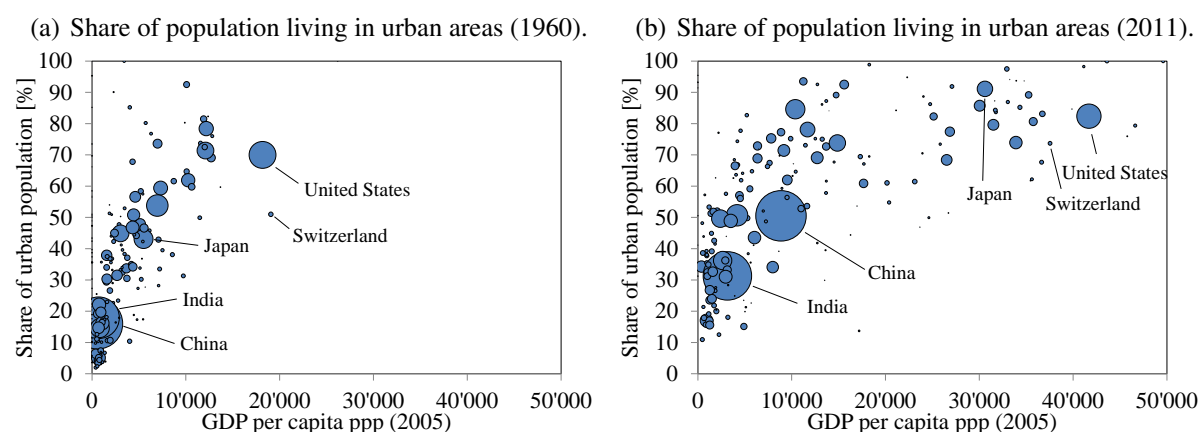 (a) Share of population living in urban areas (1960).
Share of urban population [%]
100
90
80
70
60
50
40
30
20
10
0
United States
Switzerland
Japan
India
China
0 10'000 20'000 30'000 40'000 50'000
GDP per capita ppp (2005)
(b) Share of population living in urban areas (2011).
Share of urban population [%]
100
90
80
70
60
50
40
30
20
10
0
United States
Japan
Switzerland
China
India
0 10'000 20'000 30'000 40'000 50'000
GDP per capita ppp (2005)